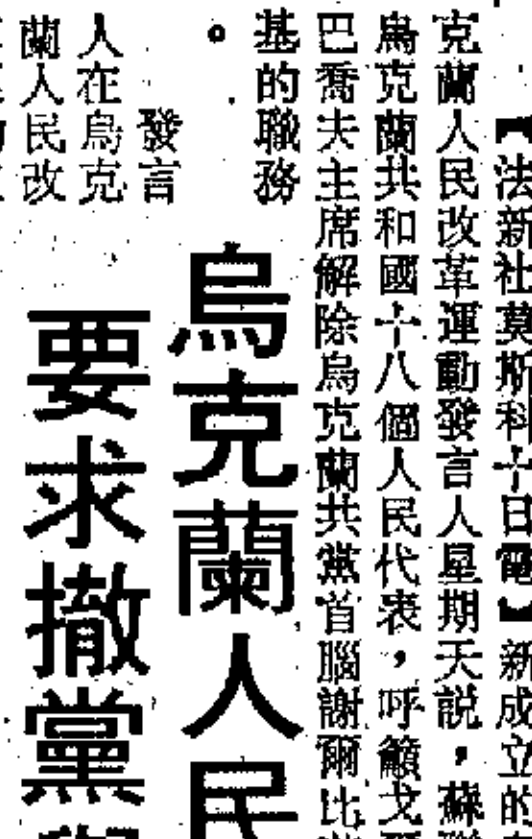 【法新社莫斯科十日電】新成立的
克蘭人民改革運動發言人星期天説,蘇
烏克蘭共和國十八個人民代表,呼籲戈
巴喬夫主席解除烏克蘭共黨首腦謝爾比
基的職務
。
烏克蘭人民
要求撤黨
發言
人在烏克
蘭人民改